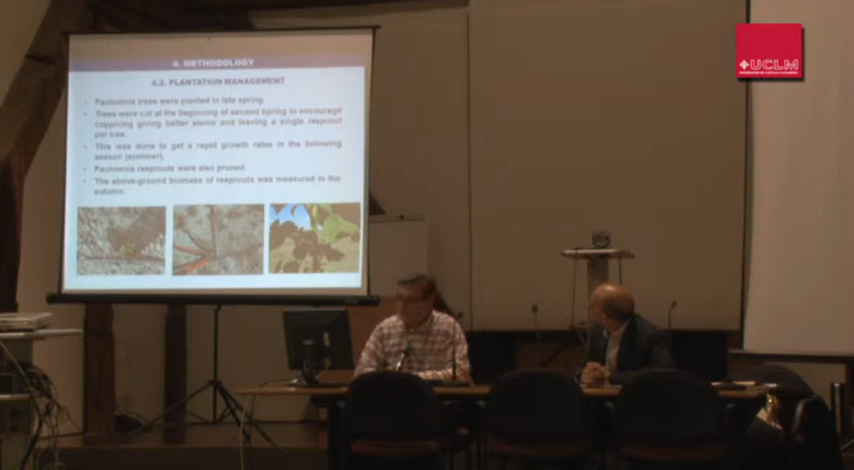 4. METHODOLOGY
4.3. PLANTATION MANAGEMENT
• Paulownia trees were planted in late spring.
• Trees were cut at the beginning of second spring to encourage
coppicing giving better stems and leaving a single resprout
per tree.
• This was done to get a rapid growth rates in the following
season (summer).
• Paulownia resprouts were also pruned.
• The above-ground biomass of resprouts was measured in the
autumn.
UCLM